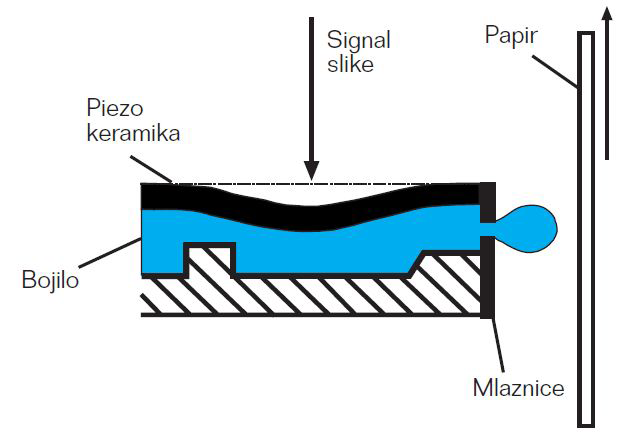 Signal
slike
Papir
Piezo
keramika
Bojilo
Mlaznice